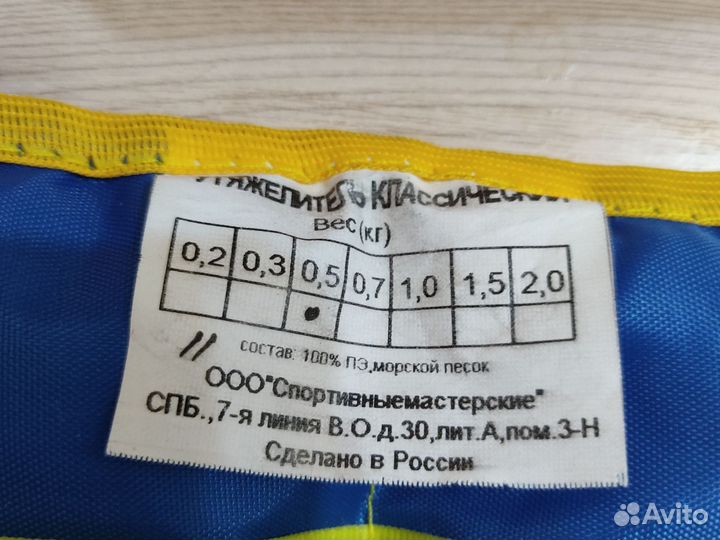 УТЯЖЕЛИТЕЛЬ КЛАССИЧЕСКИЙ
вес(кг)
0,2 0,3 0,5 0,7 1,0 1,5 2,0
состав: 100% ПЭ,морской песок
ООО"Спортивныемастерские"
СПБ.,7-я линия В.О.д.30,лит.А,пом.3-Н
Сделано в России
Avito